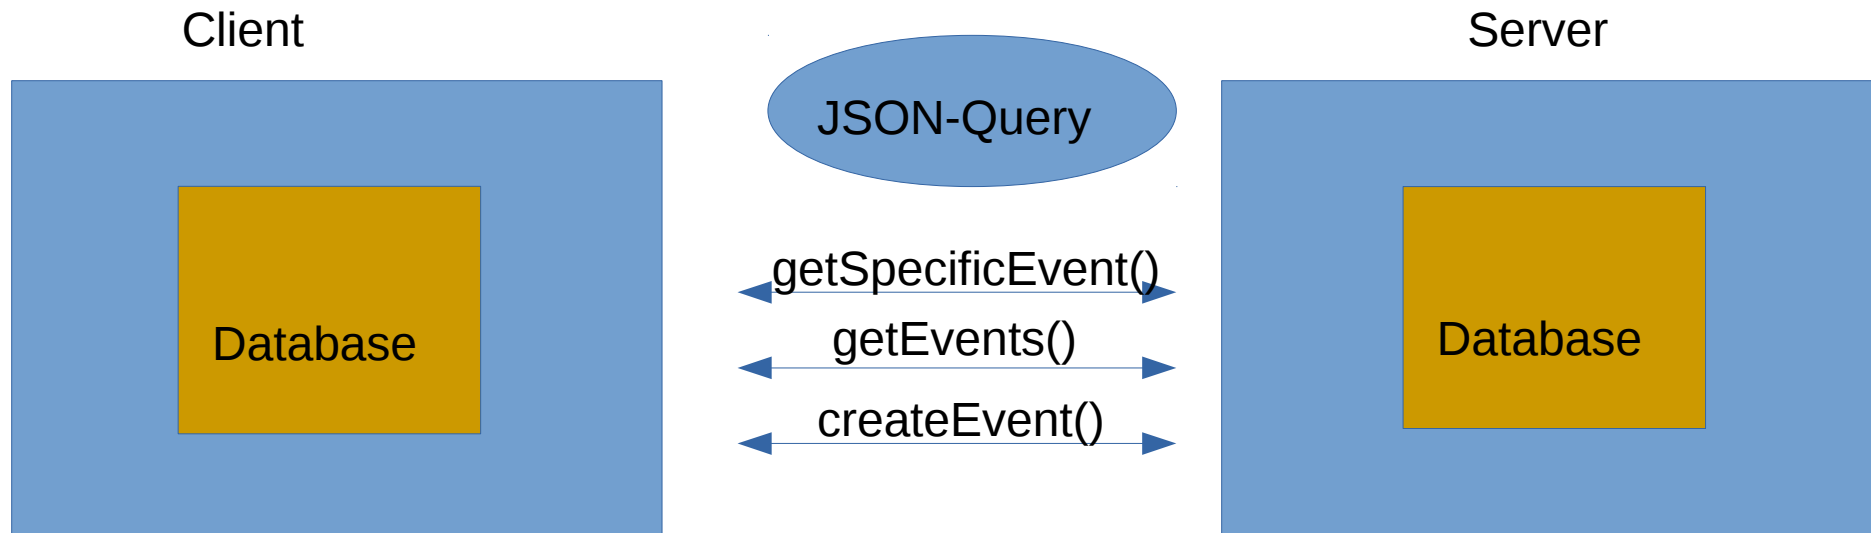 Client
Server
JSON-Query
getSpecificEvent()
getEvents()
createEvent()
Database
Database